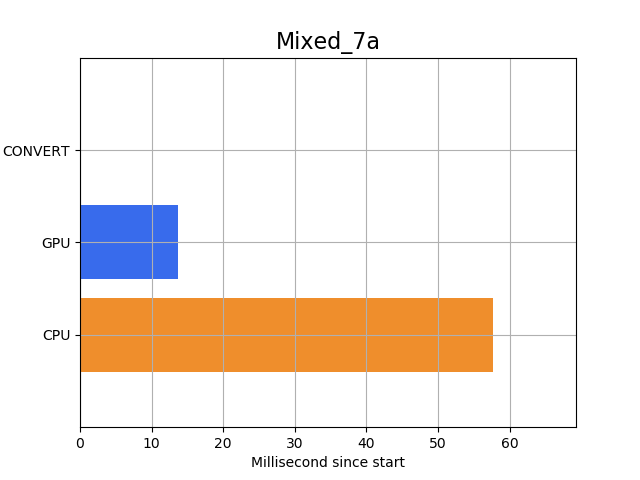 Mixed_7a
CONVERT
GPU
CPU
0 10 20 30 40 50 60
Millisecond since start